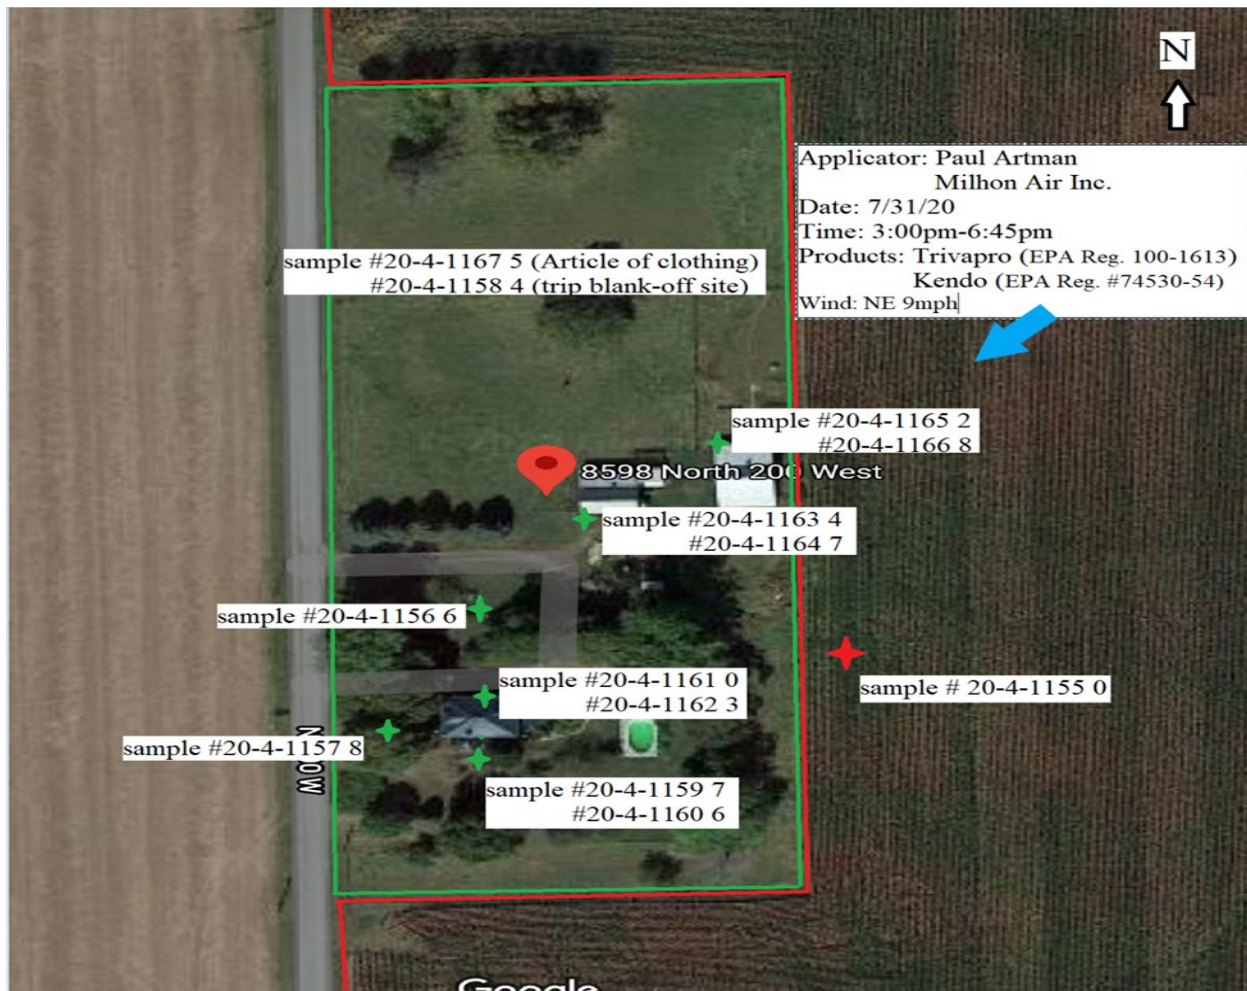 N
Applicator: Paul Artman
Milhon Air Inc.
Date: 7/31/20
Time: 3:00pm-6:45pm
Products: Trivapro (EPA Reg. 100-1613)
Kendo (EPA Reg. #74530-54)
Wind: NE 9mph
sample #20-4-1167 5 (Article of clothing)
#20-4-1158 4 (trip blank-off site)
sample #20-4-1165 2
#20-4-1166 8
8598 North 200 West
sample #20-4-1163 4
#20-4-1164 7
sample #20-4-1156 6
sample #20-4-1161 0
#20-4-1162 3
sample # 20-4-1155 0
sample #20-4-1157 8
sample #20-4-1159 7
#20-4-1160 6
Google